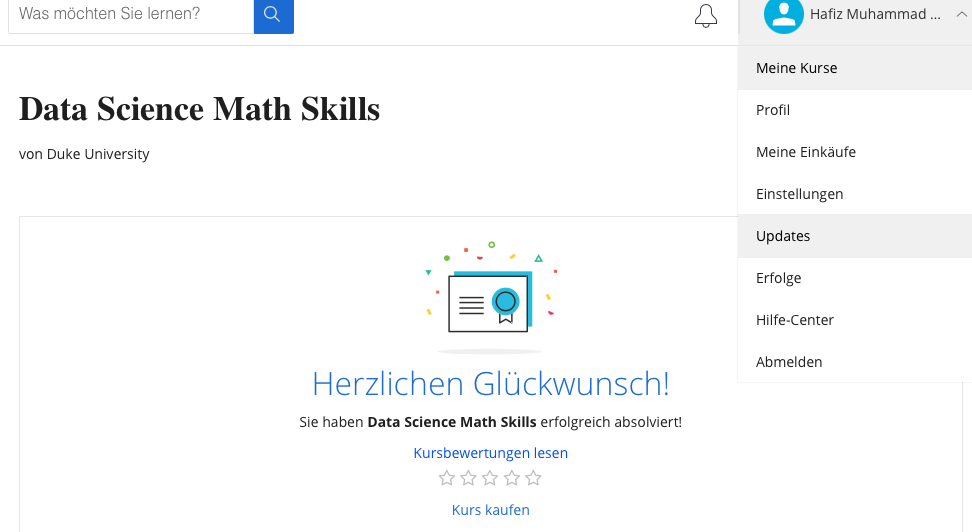 Was möchten Sie lernen?
Hafiz Muhammad ...
Meine Kurse
Profil
Meine Einkäufe
Einstellungen
Updates
Erfolge
Hilfe-Center
Abmelden
Data Science Math Skills
von Duke University
Herzlichen Glückwunsch!
Sie haben Data Science Math Skills erfolgreich absolviert!
Kursbewertungen lesen
Kurs kaufen